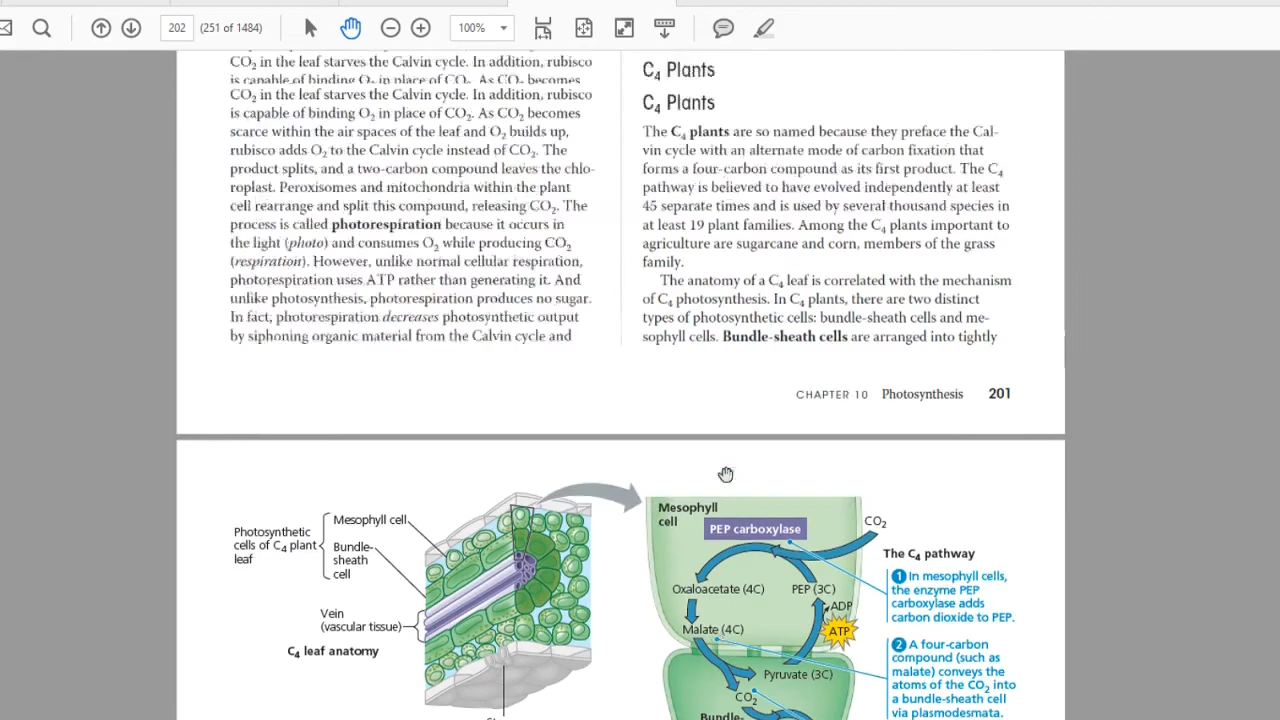 202 (251 of 1484) 100%
CO₂ in the leaf starves the Calvin cycle. In addition, rubisco
is capable of binding O₂ in place of CO₂. As CO₂ becomes
CO₂ in the leaf starves the Calvin cycle. In addition, rubisco
is capable of binding O₂ in place of CO₂. As CO₂ becomes
scarce within the air spaces of the leaf and O₂ builds up,
rubisco adds O₂ to the Calvin cycle instead of CO₂. The
product splits, and a two-carbon compound leaves the chlo-
roplast. Peroxisomes and mitochondria within the plant
cell rearrange and split this compound, releasing CO₂. The
process is called photorespiration because it occurs in
the light (photo) and consumes O₂ while producing CO₂
(respiration). However, unlike normal cellular respiration,
photorespiration uses ATP rather than generating it. And
unlike photosynthesis, photorespiration produces no sugar.
In fact, photorespiration decreases photosynthetic output
by siphoning organic material from the Calvin cycle and
C₄ Plants
C₄ Plants
The C₄ plants are so named because they preface the Cal-
vin cycle with an alternate mode of carbon fixation that
forms a four-carbon compound as its first product. The C₄
pathway is believed to have evolved independently at least
45 separate times and is used by several thousand species in
at least 19 plant families. Among the C₄ plants important to
agriculture are sugarcane and corn, members of the grass
family.
The anatomy of a C₄ leaf is correlated with the mechanism
of C₄ photosynthesis. In C₄ plants, there are two distinct
types of photosynthetic cells: bundle-sheath cells and me-
sophyll cells. Bundle-sheath cells are arranged into tightly
CHAPTER 10 Photosynthesis 201
Photosynthetic
cells of C₄ plant
leaf
Mesophyll cell
Bundle-
sheath
cell
Vein
(vascular tissue)
C₄ leaf anatomy
Mesophyll
cell
PEP carboxylase
CO₂
Oxaloacetate (4C)
PEP (3C)
ADP
Malate (4C)
ATP
Pyruvate (3C)
CO₂
Bundle-
The C₄ pathway
1 In mesophyll cells,
the enzyme PEP
carboxylase adds
carbon dioxide to PEP.
2 A four-carbon
compound (such as
malate) conveys the
atoms of the CO₂ into
a bundle-sheath cell
via plasmodesmata.